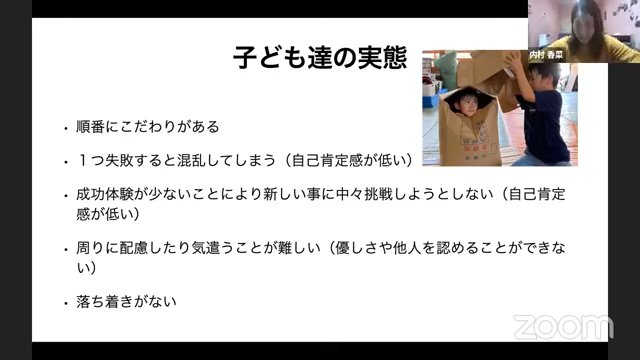 内村 香菜
子ども達の実態
・順番にこだわりがある
・１つ失敗すると混乱してしまう（自己肯定感が低い）
・成功体験が少ないことにより新しい事に中々挑戦しようとしない（自己肯定
感が低い）
・周りに配慮したり気遣うことが難しい（優しさや他人を認めることができな
い）
・落ち着きがない
zoom